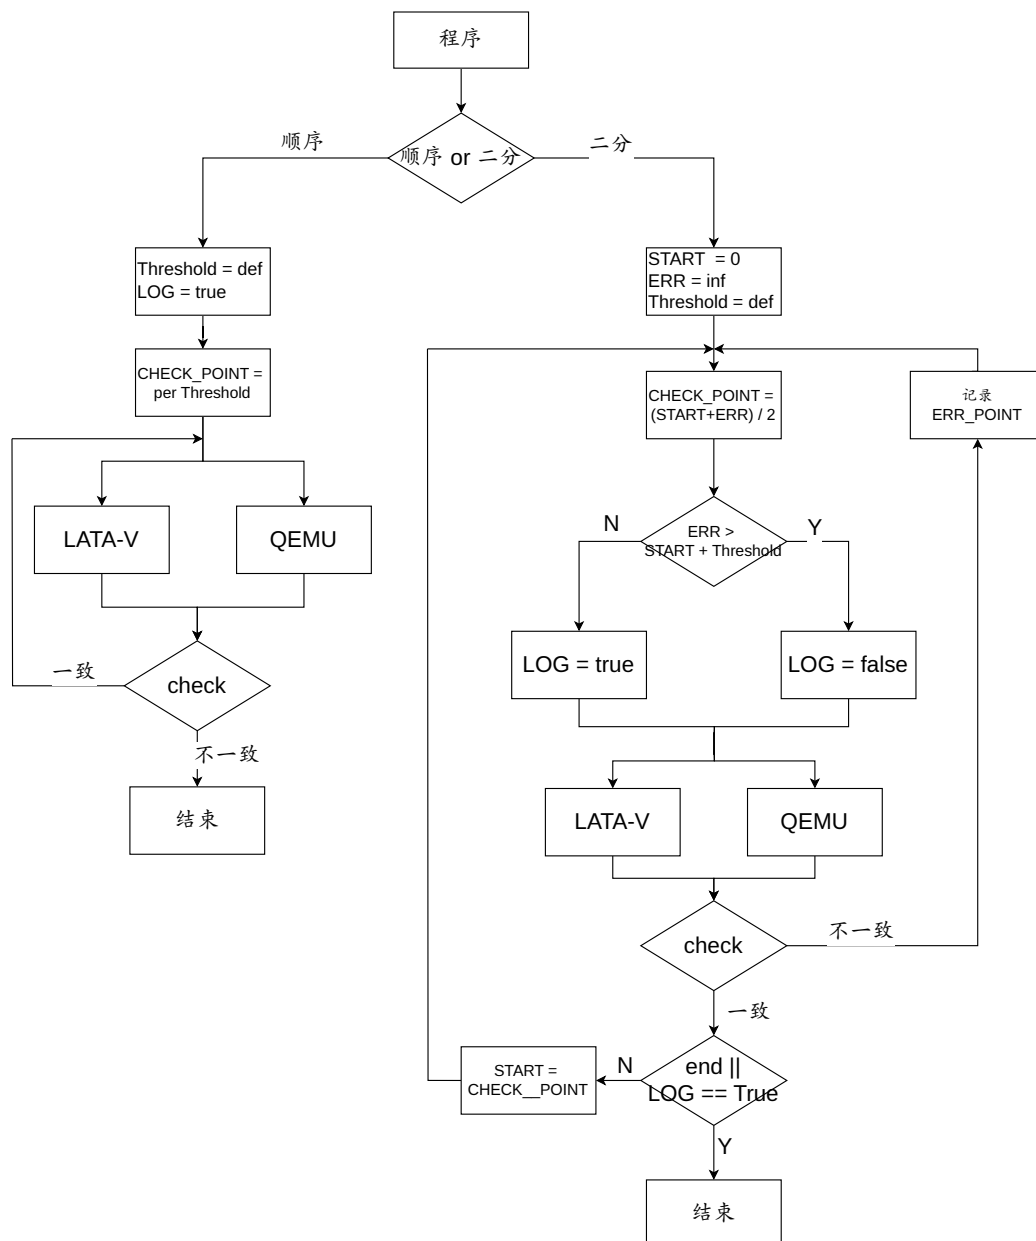 程序
顺序
顺序 or 二分
二分
Threshold = def
LOG = true
START = 0
ERR = inf
Threshold = def
CHECK_POINT =
per Threshold
CHECK_POINT =
(START+ERR) / 2
记录
ERR_POINT
LATA-V
QEMU
N
ERR >
START + Threshold
Y
LOG = true
LOG = false
一致
check
不一致
结束
LATA-V
QEMU
check
不一致
一致
START =
CHECK__POINT
N
end ||
LOG == True
Y
结束